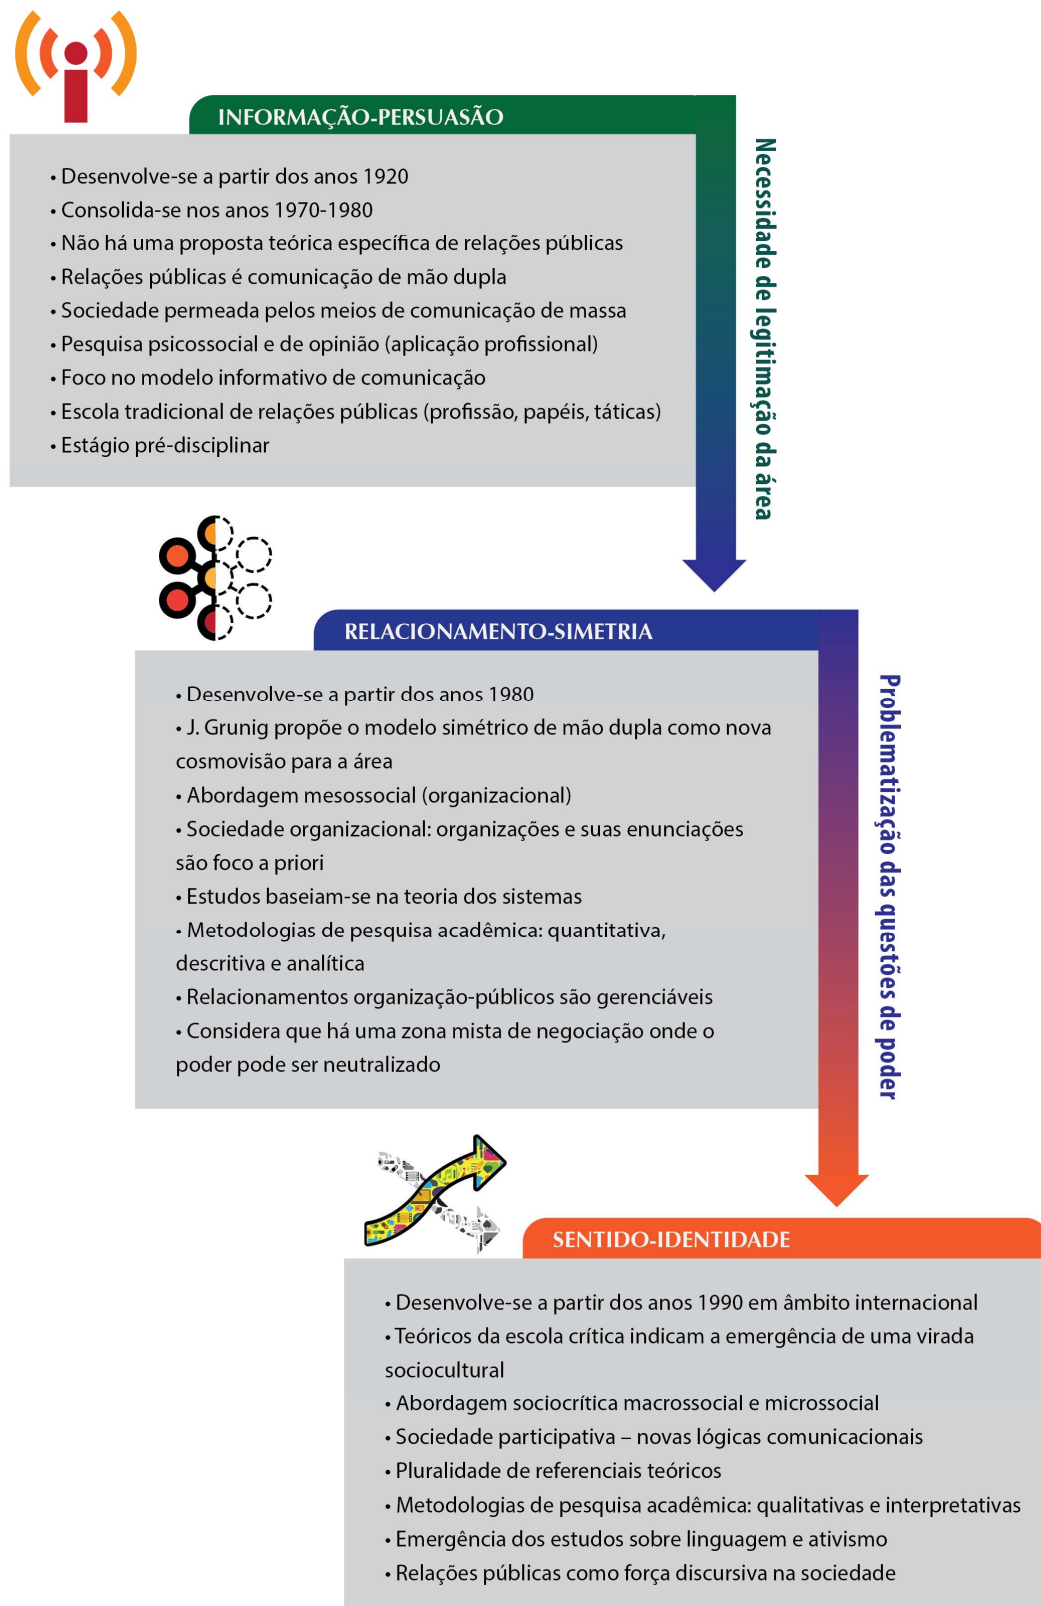 INFORMAÇÃO-PERSUASÃO
• Desenvolve-se a partir dos anos 1920
• Consolida-se nos anos 1970-1980
• Não há uma proposta teórica específica de relações públicas
• Relações públicas é comunicação de mão dupla
• Sociedade permeada pelos meios de comunicação de massa
• Pesquisa psicossocial e de opinião (aplicação profissional)
• Foco no modelo informativo de comunicação
• Escola tradicional de relações públicas (profissão, papéis, táticas)
• Estágio pré-disciplinar
Necessidade de legitimação da área
RELACIONAMENTO-SIMETRIA
• Desenvolve-se a partir dos anos 1980
• J. Grunig propõe o modelo simétrico de mão dupla como nova
cosmovisão para a área
• Abordagem mesossocial (organizacional)
• Sociedade organizacional: organizações e suas enunciações
são foco a priori
• Estudos baseiam-se na teoria dos sistemas
• Metodologias de pesquisa acadêmica: quantitativa,
descritiva e analítica
• Relacionamentos organização-públicos são gerenciáveis
• Considera que há uma zona mista de negociação onde o
poder pode ser neutralizado
Problematização das questões de poder
SENTIDO-IDENTIDADE
• Desenvolve-se a partir dos anos 1990 em âmbito internacional
• Teóricos da escola crítica indicam a emergência de uma virada
sociocultural
• Abordagem sociocrítica macrossocial e microssocial
• Sociedade participativa – novas lógicas comunicacionais
• Pluralidade de referenciais teóricos
• Metodologias de pesquisa acadêmica: qualitativas e interpretativas
• Emergência dos estudos sobre linguagem e ativismo
• Relações públicas como força discursiva na sociedade